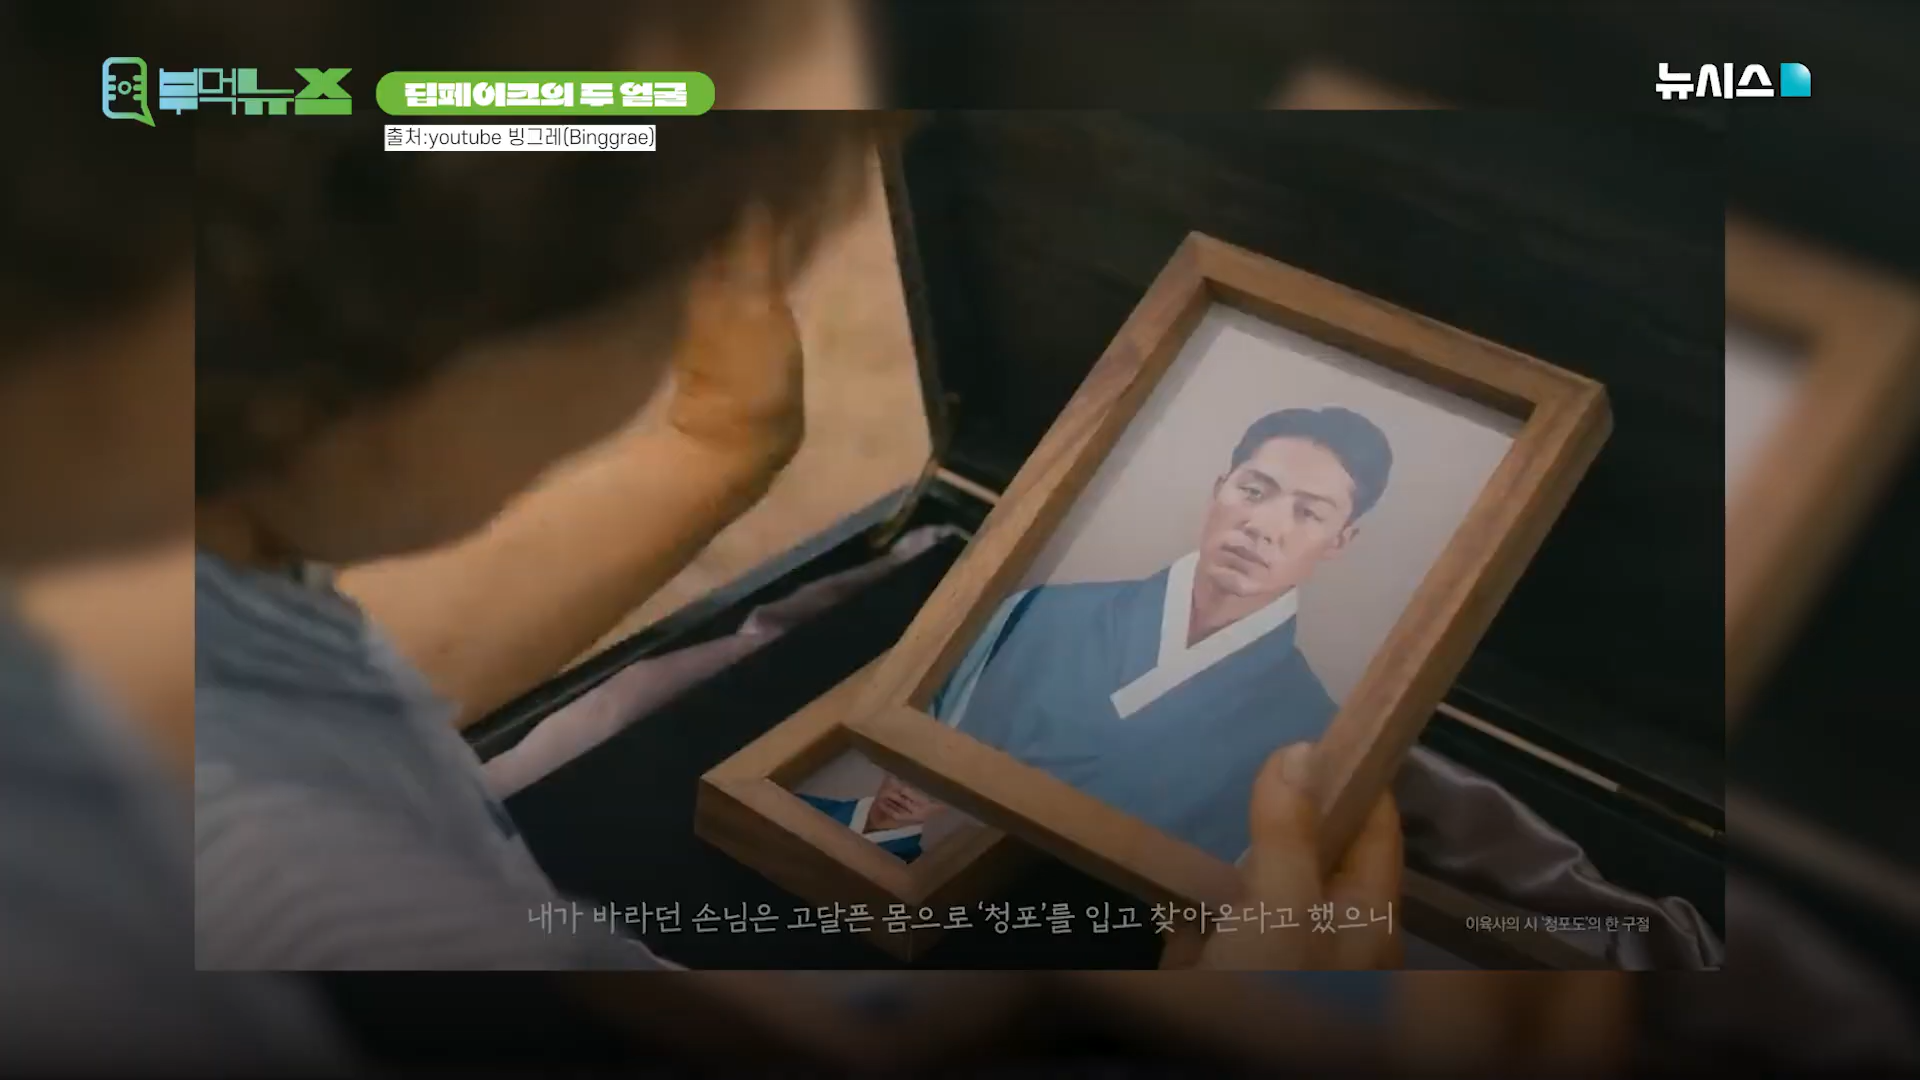 부먹뉴스
딥페이크의 두 얼굴
뉴시스
출처:youtube 빙그레(Binggrae)
내가 바라던 손님은 고달픈 몸으로 ‘청포’를 입고 찾아온다고 했으니
이육사의 시 ‘청포도’의 한 구절